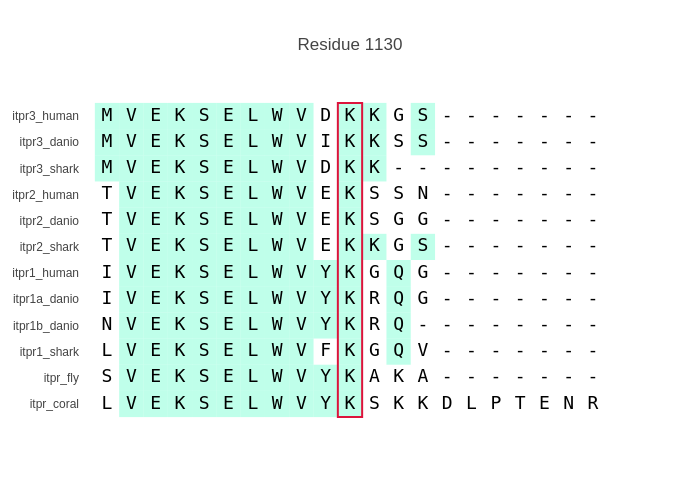 Residue 1130
itpr3_human M V E K S E L W V D K K G S - - - - - - -
itpr3_danio M V E K S E L W V I K K S S - - - - - - -
itpr3_shark M V E K S E L W V D K K - - - - - - - - -
itpr2_human T V E K S E L W V E K S S N - - - - - - -
itpr2_danio T V E K S E L W V E K S G G - - - - - - -
itpr2_shark T V E K S E L W V E K K G S - - - - - - -
itpr1_human I V E K S E L W V Y K G Q G - - - - - - -
itpr1a_danio I V E K S E L W V Y K R Q G - - - - - - -
itpr1b_danio N V E K S E L W V Y K R Q - - - - - - - -
itpr1_shark L V E K S E L W V F K G Q V - - - - - - -
itpr_fly S V E K S E L W V Y K A K A - - - - - - -
itpr_coral L V E K S E L W V Y K S K K D L P T E N R